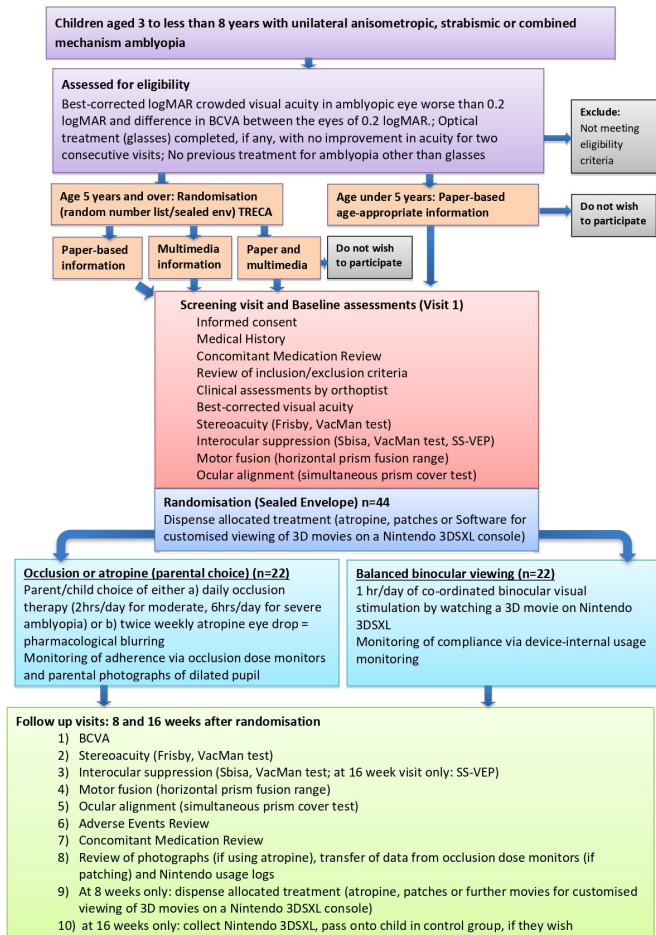 Children aged 3 to less than 8 years with unilateral anisometropic, strabismic or combined
mechanism amblyopia
Assessed for eligibility
Best-corrected logMAR crowded visual acuity in amblyopic eye worse than 0.2
logMAR and difference in BCVA between the eyes of 0.2 logMAR.; Optical
treatment (glasses) completed, if any, with no improvement in acuity for two
consecutive visits; No previous treatment for amblyopia other than glasses
Exclude:
Not meeting
eligibility
criteria
Age 5 years and over: Randomisation
(random number list/sealed env) TRECA
Age under 5 years: Paper-based
age-appropriate information
Do not wish
to participate
Paper-based
information
Multimedia
information
Paper and
multimedia
Do not wish
to participate
Screening visit and Baseline assessments (Visit 1)
Informed consent
Medical History
Concomitant Medication Review
Review of inclusion/exclusion criteria
Clinical assessments by orthoptist
Best-corrected visual acuity
Stereoacuity (Frisby, VacMan test)
Interocular suppression (Sbisa, VacMan test, SS-VEP)
Motor fusion (horizontal prism fusion range)
Ocular alignment (simultaneous prism cover test)
Randomisation (Sealed Envelope) n=44
Dispense allocated treatment (atropine, patches or Software for
customised viewing of 3D movies on a Nintendo 3DSXL console)
Occlusion or atropine (parental choice) (n=22)
Parent/child choice of either a) daily occlusion
therapy (2hrs/day for moderate, 6hrs/day for severe
amblyopia) or b) twice weekly atropine eye drop =
pharmacological blurring
Monitoring of adherence via occlusion dose monitors
and parental photographs of dilated pupil
Balanced binocular viewing (n=22)
1 hr/day of co-ordinated binocular visual
stimulation by watching a 3D movie on Nintendo
3DSXL
Monitoring of compliance via device-internal usage
monitoring
Follow up visits: 8 and 16 weeks after randomisation
1) BCVA
2) Stereoacuity (Frisby, VacMan test)
3) Interocular suppression (Sbisa, VacMan test; at 16 week visit only: SS-VEP)
4) Motor fusion (horizontal prism fusion range)
5) Ocular alignment (simultaneous prism cover test)
6) Adverse Events Review
7) Concomitant Medication Review
8) Review of photographs (if using atropine), transfer of data from occlusion dose monitors (if
patching) and Nintendo usage logs
9) At 8 weeks only: dispense allocated treatment (atropine, patches or further movies for customised
viewing of 3D movies on a Nintendo 3DSXL console)
10) at 16 weeks only: collect Nintendo 3DSXL, pass onto child in control group, if they wish